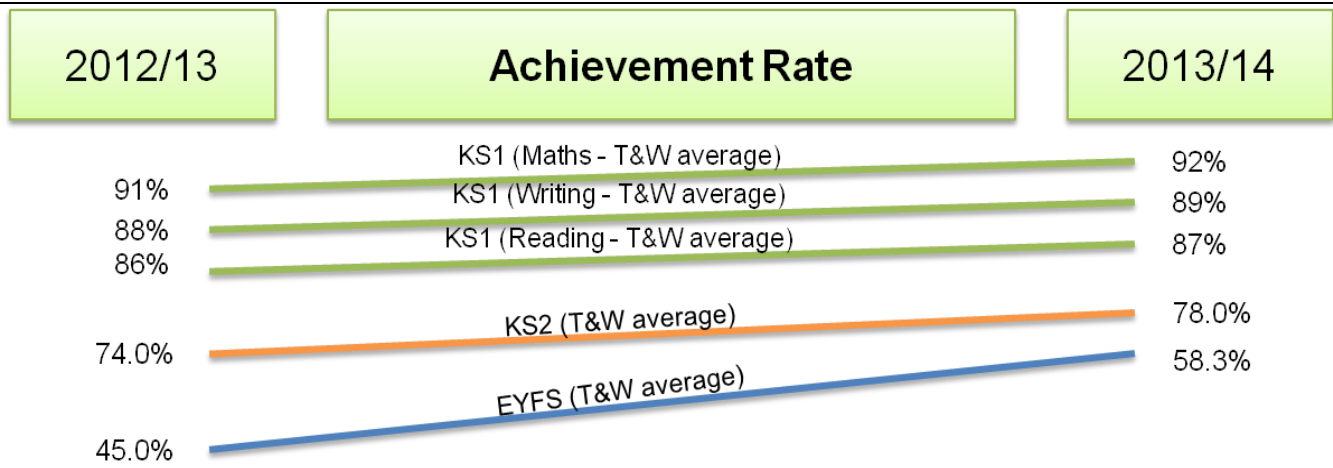 2012/13
Achievement Rate
2013/14
KS1 (Maths - T&W average)
91%
92%
KS1 (Writing - T&W average)
88%
89%
KS1 (Reading - T&W average)
86%
87%
KS2 (T&W average)
74.0%
78.0%
EYFS (T&W average)
45.0%
58.3%